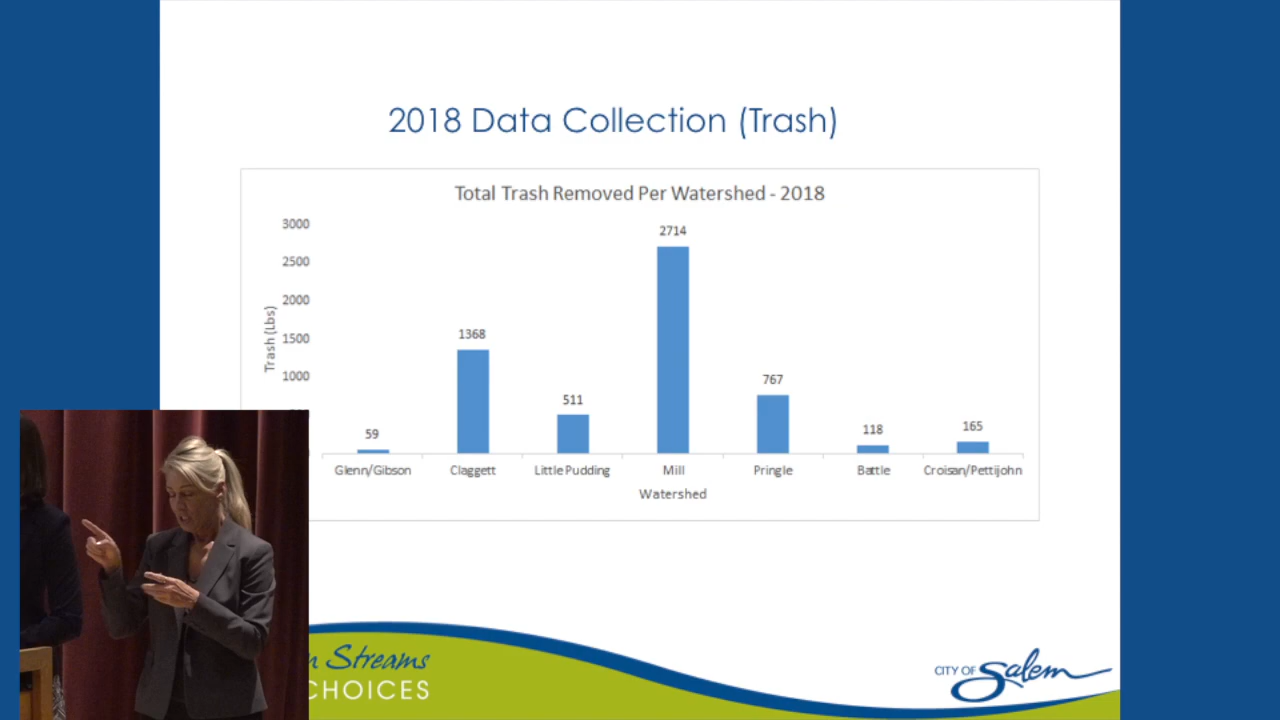 2018 Data Collection (Trash)
Total Trash Removed Per Watershed - 2018
Trash (Lbs)
3000
2500
2000
1500
1000
59
1368
511
2714
767
118
165
Glenn/Gibson Claggett Little Pudding Mill Pringle Battle Croisan/Pettijohn
Watershed
Streams
CHOICES
CITY OF Salem